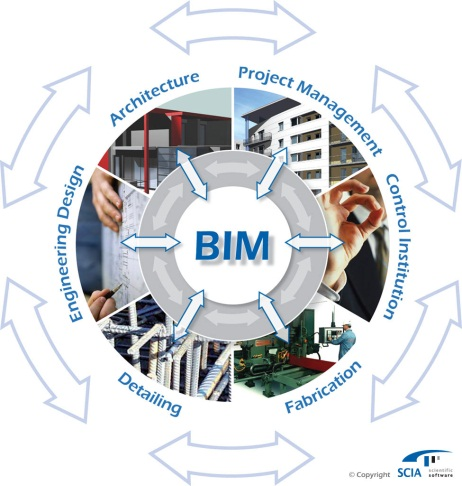 Architecture
Project Management
Engineering Design
BIM
Control Institution
Detailing
Fabrication
© Copyright SCIA scientific
software